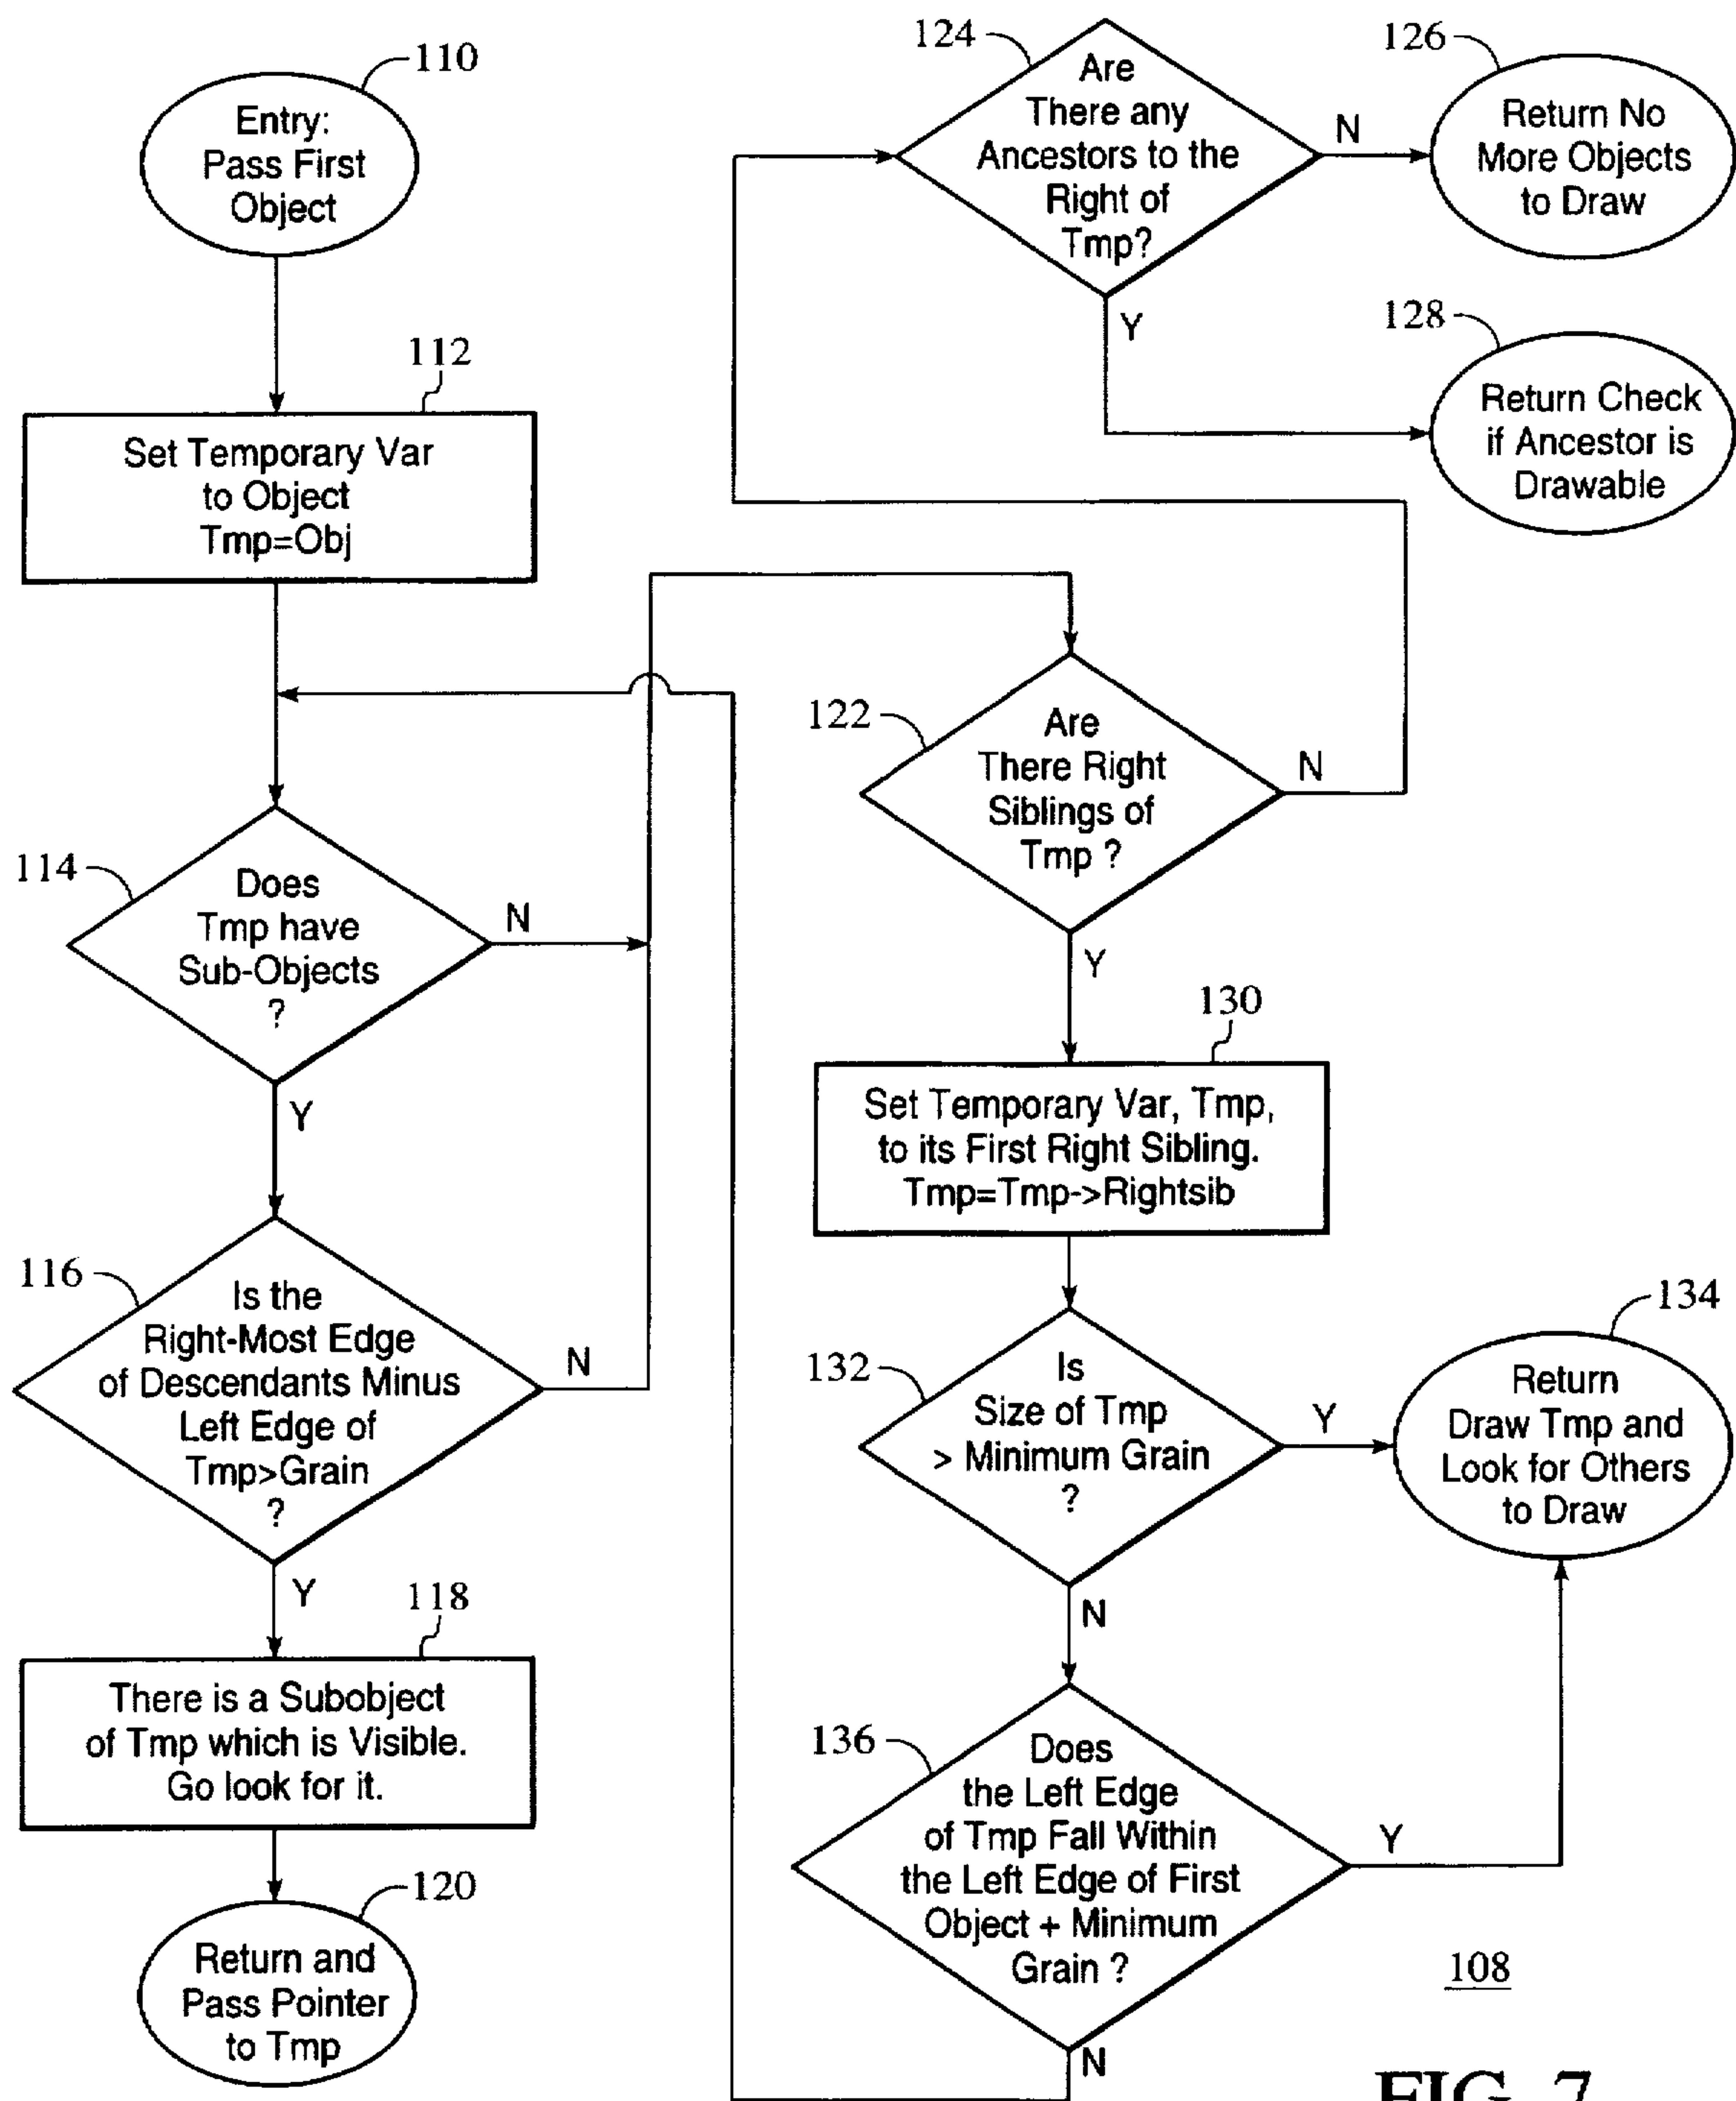 110
Entry:
Pass First
Object
112
Set Temporary Var
to Object
Tmp=Obj
114
Does
Tmp have
Sub-Objects
?
N
Y
116
Is the
Right-Most Edge
of Descendants Minus
Left Edge of
Tmp>Grain
?
N
Y
118
There is a Subobject
of Tmp which is Visible.
Go look for it.
120
Return and
Pass Pointer
to Tmp
124
Are
There any
Ancestors to the
Right of
Tmp?
N
Y
126
Return No
More Objects
to Draw
128
Return Check
if Ancestor is
Drawable
122
Are
There Right
Siblings of
Tmp ?
N
Y
130
Set Temporary Var, Tmp,
to its First Right Sibling.
Tmp=Tmp->Rightsib
132
Is
Size of Tmp
> Minimum Grain
?
Y
N
134
Return
Draw Tmp and
Look for Others
to Draw
136
Does
the Left Edge
of Tmp Fall Within
the Left Edge of First
Object + Minimum
Grain ?
Y
N
108
FIG. 7